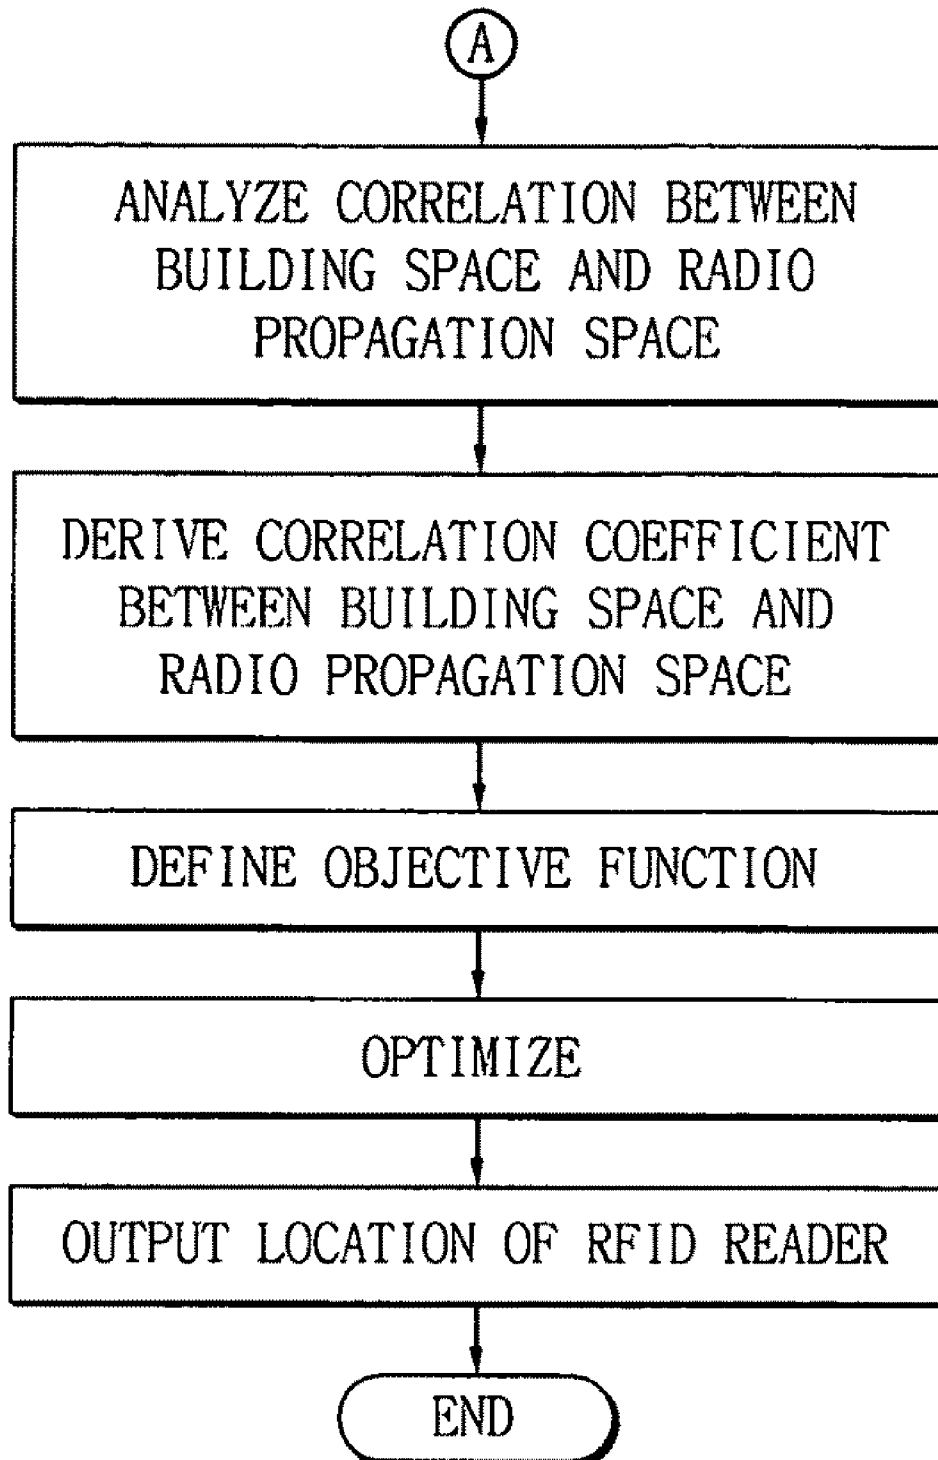 A
ANALYZE CORRELATION BETWEEN
BUILDING SPACE AND RADIO
PROPAGATION SPACE
DERIVE CORRELATION COEFFICIENT
BETWEEN BUILDING SPACE AND
RADIO PROPAGATION SPACE
DEFINE OBJECTIVE FUNCTION
OPTIMIZE
OUTPUT LOCATION OF RFID READER
END